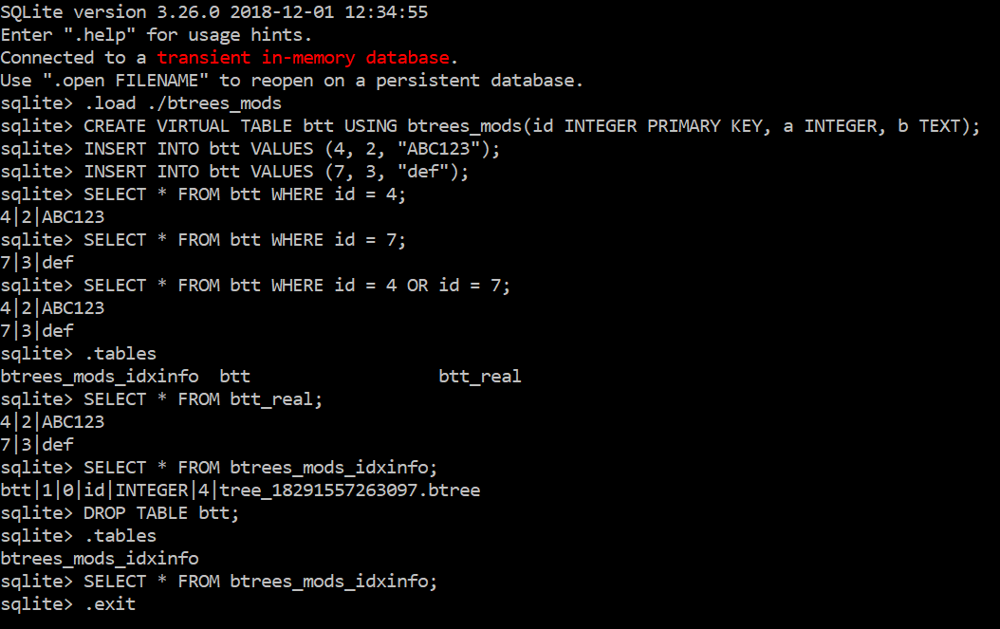 SQLite version 3.26.0 2018-12-01 12:34:55
Enter ".help" for usage hints.
Connected to a transient in-memory database.
Use ".open FILENAME" to reopen on a persistent database.
sqlite> .load ./btrees_mods
sqlite> CREATE VIRTUAL TABLE btt USING btrees_mods(id INTEGER PRIMARY KEY, a INTEGER, b TEXT);
sqlite> INSERT INTO btt VALUES (4, 2, "ABC123");
sqlite> INSERT INTO btt VALUES (7, 3, "def");
sqlite> SELECT * FROM btt WHERE id = 4;
4|2|ABC123
sqlite> SELECT * FROM btt WHERE id = 7;
7|3|def
sqlite> SELECT * FROM btt WHERE id = 4 OR id = 7;
4|2|ABC123
7|3|def
sqlite> .tables
btrees_mods_idxinfo  btt                  btt_real
sqlite> SELECT * FROM btt_real;
4|2|ABC123
7|3|def
sqlite> SELECT * FROM btrees_mods_idxinfo;
btt|1|0|id|INTEGER|4|tree_18291557263097.btree
sqlite> DROP TABLE btt;
sqlite> .tables
btrees_mods_idxinfo
sqlite> SELECT * FROM btrees_mods_idxinfo;
sqlite> .exit